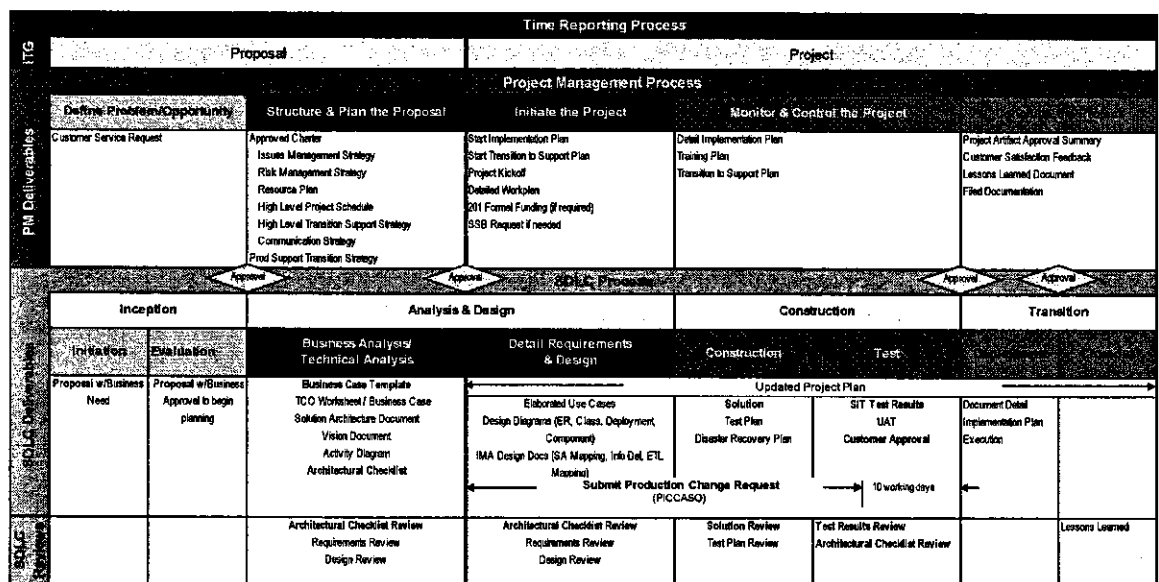 Time Reporting Process
ITG
Proposal
Project
Project Management Process
PM Deliverables
Define Problem/Opportunity
Structure & Plan the Proposal
Initiate the Project
Monitor & Control the Project
Customer Service Request
Approved Charter
Issues Management Strategy
Risk Management Strategy
Resource Plan
High Level Project Schedule
High Level Transition Support Strategy
Communication Strategy
Prod Support Transition Strategy
Start Implementation Plan
Start Transition to Support Plan
Project Kickoff
Detailed Workplan
201 Formel Funding (if required)
SSB Request if needed
Detail Implementation Plan
Training Plan
Transition to Support Plan
Project Artifact Approval Summary
Customer Satisfaction Feedback
Lessons Learned Document
Filed Documentation
Approval
Approval
SDLC Process
Approval
Approval
Inception
Analysis & Design
Construction
Transition
SDLC Deliverables
Initiation
Evaluation
Business Analysis/
Technical Analysis
Detail Requirements
& Design
Construction
Test
Proposal w/Business
Need
Proposal w/Business
Approval to begin
planning
Business Case Template
TCO Worksheet / Business Case
Solution Architecture Document
Vision Document
Activity Diagram
Architectural Checklist
Updated Project Plan
Elaborated Use Cases
Design Diagrams (ER, Class, Deployment,
Component)
IMA Design Docs (SA Mapping, Info Del, ETL
Mapping)
Solution
Test Plan
Disaster Recovery Plan
SIT Test Results
UAT
Customer Approval
Document Detail
Implementation Plan
Execution
Submit Production Change Request
(PICCASO)
10 working days
SDLC
Review
Architectural Checklist Review
Requirements Review
Design Review
Architectural Checklist Review
Requirements Review
Design Review
Solution Review
Test Plan Review
Test Results Review
Architectural Checklist Review
Lessons Learned